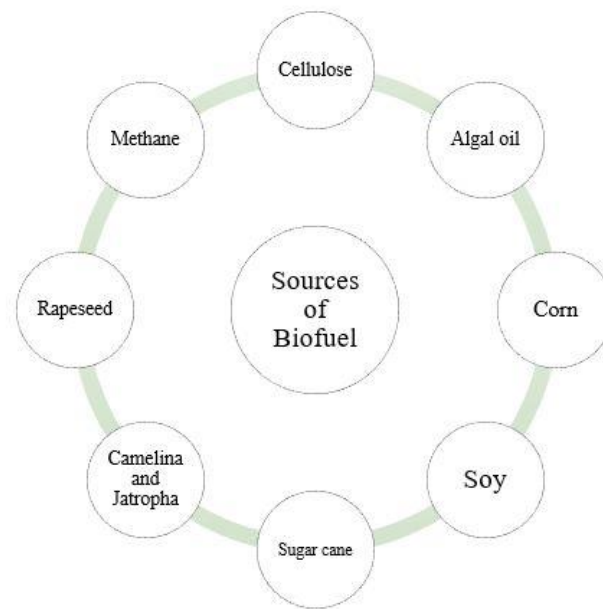 Cellulose
Algal oil
Corn
Soy
Sugar cane
Camelina
and
Jatropha
Rapeseed
Methane
Sources
of
Biofuel